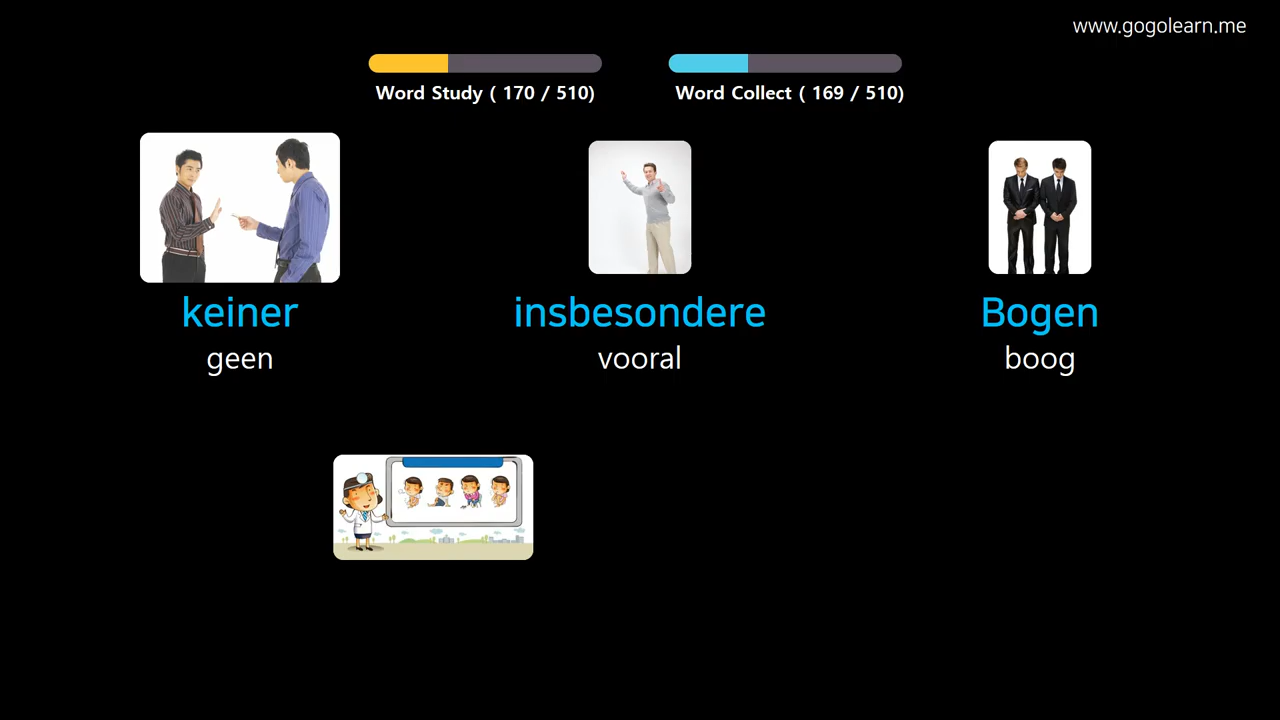 www.gogolearn.me
Word Study ( 170 / 510)
Word Collect ( 169 / 510)
keiner
geen
insbesondere
vooral
Bogen
boog